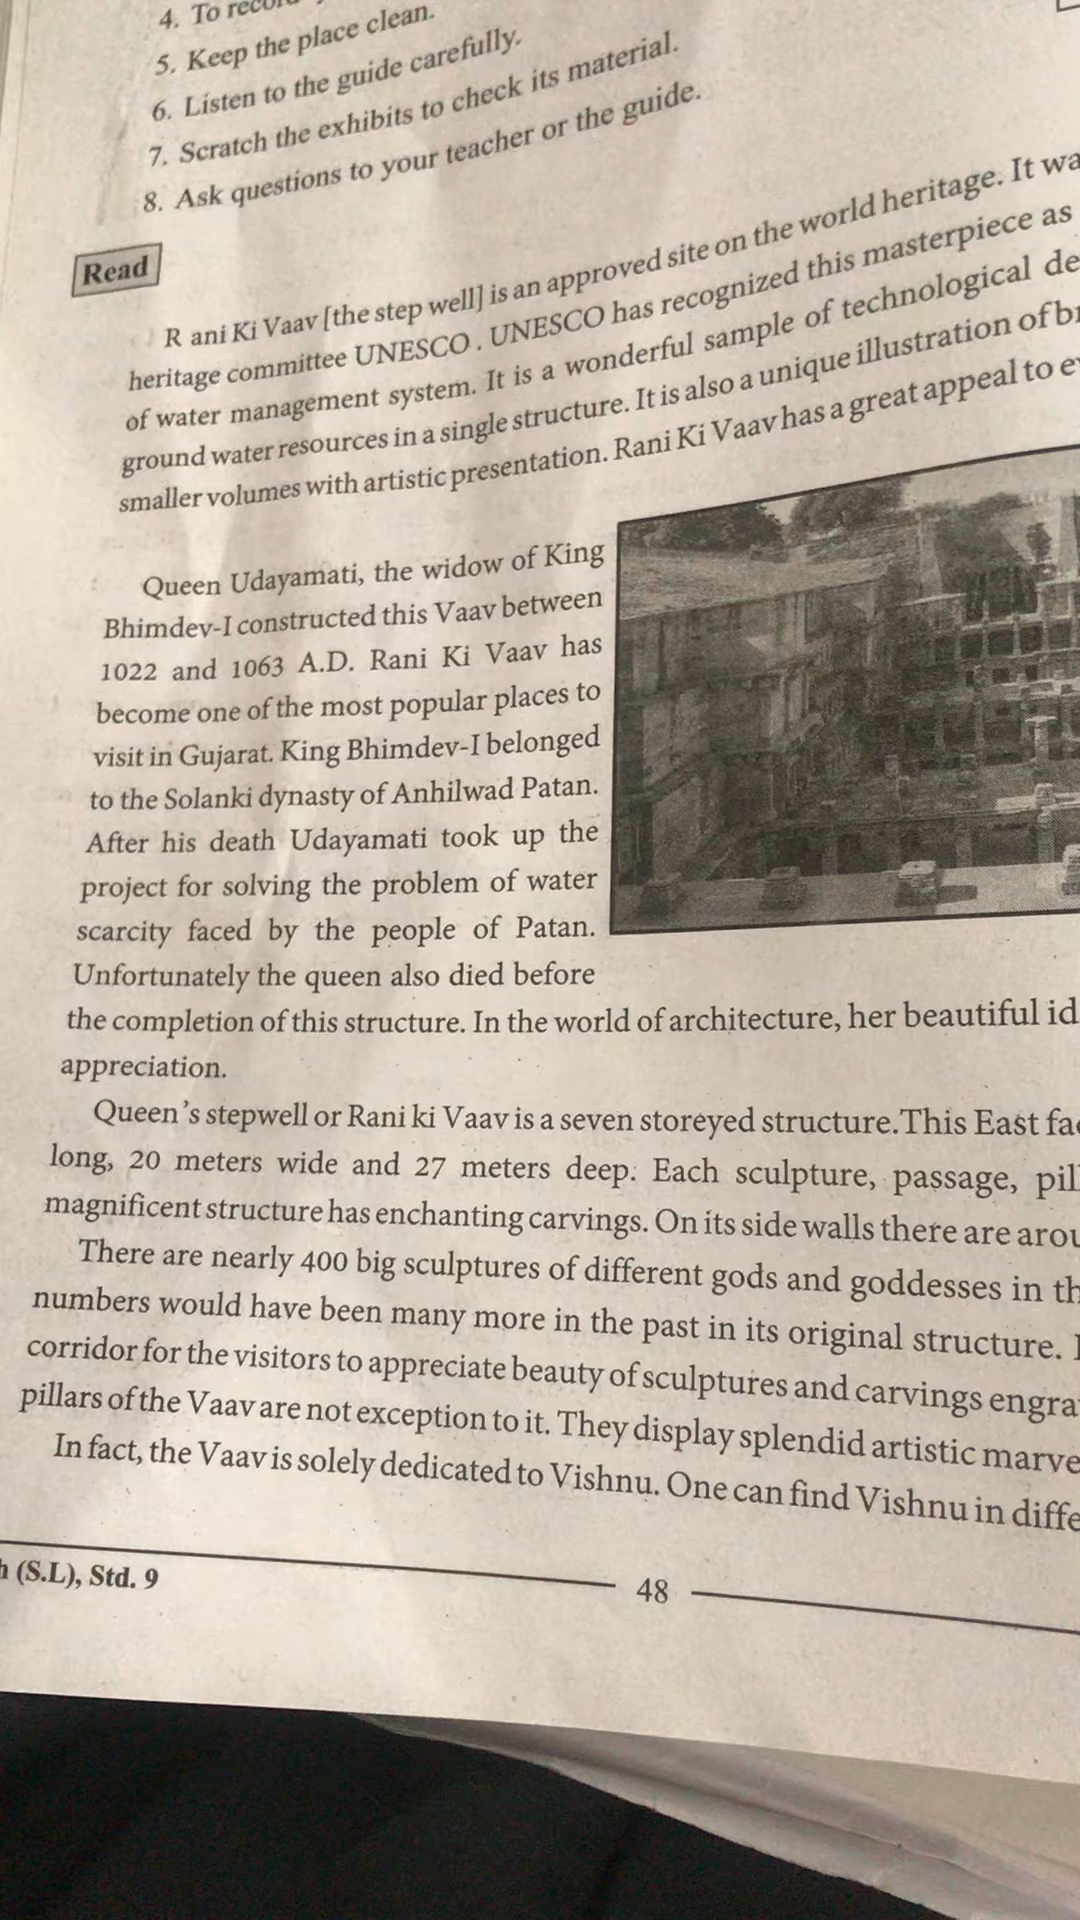 4. To
5. Keep the place clean.
6. Listen to the guide carefully.
7. Scratch the exhibits to check its material.
8. Ask questions to your teacher or the guide.
Read
R ani Ki Vaav [the step well] is an approved site on the world heritage. It
heritage committee UNESCO . UNESCO has recognized this masterpiece as
of water management system. It is a wonderful sample of technological
ground water resources in a single structure. It is also a unique illustration of
smaller volumes with artistic presentation. Rani Ki Vaav has a great appeal to
Queen Udayamati, the widow of King
Bhimdev-I constructed this Vaav between
1022 and 1063 A.D. Rani Ki Vaav has
become one of the most popular places to
visit in Gujarat. King Bhimdev-I belonged
to the Solanki dynasty of Anhilwad Patan.
After his death Udayamati took up the
project for solving the problem of water
scarcity faced by the people of Patan.
Unfortunately the queen also died before
the completion of this structure. In the world of architecture, her beautiful
appreciation.
Queen's stepwell or Rani ki Vaav is a seven storeyed structure.This East
long, 20 meters wide and 27 meters deep. Each sculpture, passage,
magnificent structure has enchanting carvings. On its side walls there are
There are nearly 400 big sculptures of different gods and goddesses in
numbers would have been many more in the past in its original structure.
corridor for the visitors to appreciate beauty of sculptures and carvings
pillars of the Vaav are not exception to it. They display splendid artistic
In fact, the Vaav is solely dedicated to Vishnu. One can find Vishnu in
(S.L), Std. 9
48